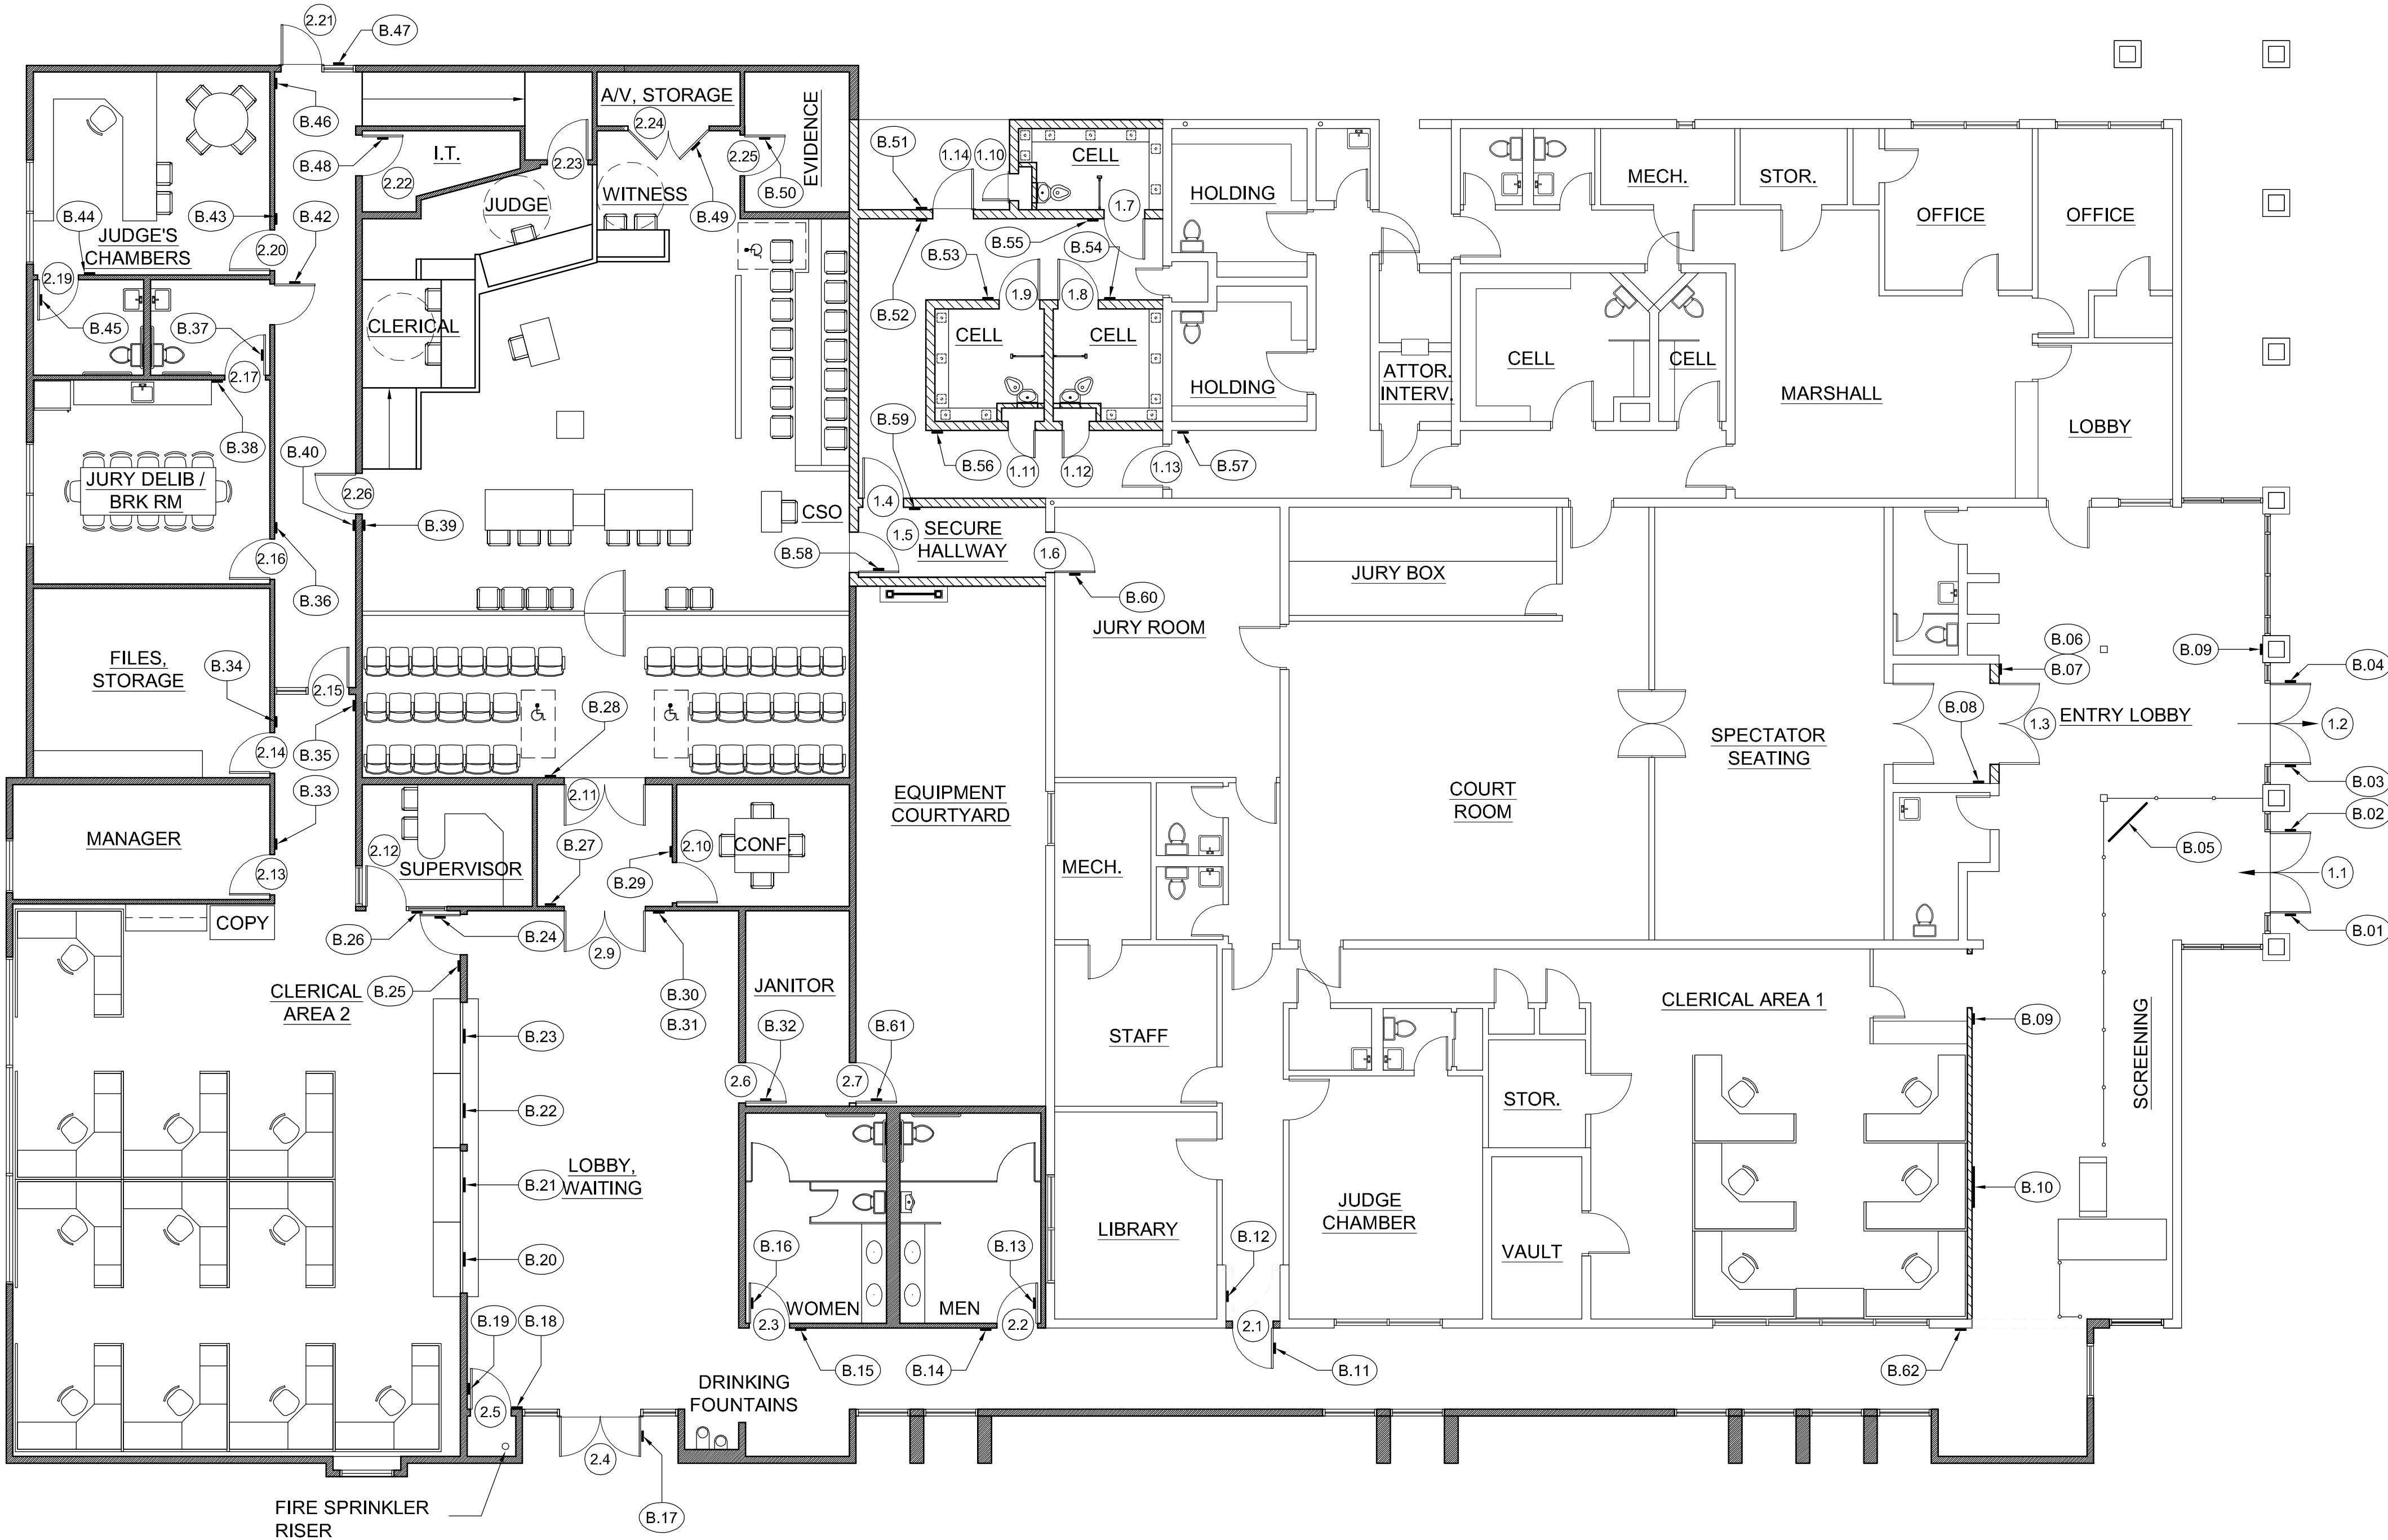 2.21
B.47
A/V, STORAGE
2.24
EVIDENCE
B.46
B.48
I.T.
2.22
2.23
2.25
B.50
B.49
WITNESS
JUDGE
B.51
1.14
1.10
CELL
1.7
HOLDING
MECH.
STOR.
OFFICE
OFFICE
B.44
B.43
B.42
JUDGE'S
CHAMBERS
2.20
2.19
B.45
B.37
2.17
CLERICAL
B.55
B.54
B.53
B.52
1.9
1.8
CELL
CELL
HOLDING
ATTOR.
INTERV.
CELL
CELL
MARSHALL
LOBBY
B.38
JURY DELIB /
BRK RM
B.40
2.26
B.39
B.59
B.56
1.11
1.12
1.13
B.57
1.4
CSO
1.5
SECURE
HALLWAY
1.6
B.58
B.60
2.16
B.36
JURY BOX
JURY ROOM
FILES,
STORAGE
B.34
2.15
2.14
B.35
B.28
B.06
B.07
B.09
B.04
B.08
1.3
ENTRY LOBBY
1.2
SPECTATOR
SEATING
B.33
2.11
EQUIPMENT
COURTYARD
COURT
ROOM
B.03
B.02
B.05
1.1
B.01
MANAGER
2.13
2.12
SUPERVISOR
B.27
B.29
2.10
CONF.
MECH.
COPY
B.26
B.24
2.9
CLERICAL
AREA 2
B.25
B.30
B.31
JANITOR
B.32
B.61
CLERICAL AREA 1
B.09
SCREENING
B.23
STAFF
2.6
2.7
B.22
STOR.
LOBBY,
WAITING
B.21
B.10
LIBRARY
JUDGE
CHAMBER
VAULT
B.20
B.16
B.13
B.12
WOMEN
MEN
2.3
2.2
2.1
B.19
B.18
B.15
B.14
B.11
B.62
DRINKING
FOUNTAINS
2.5
2.4
FIRE SPRINKLER
RISER
B.17